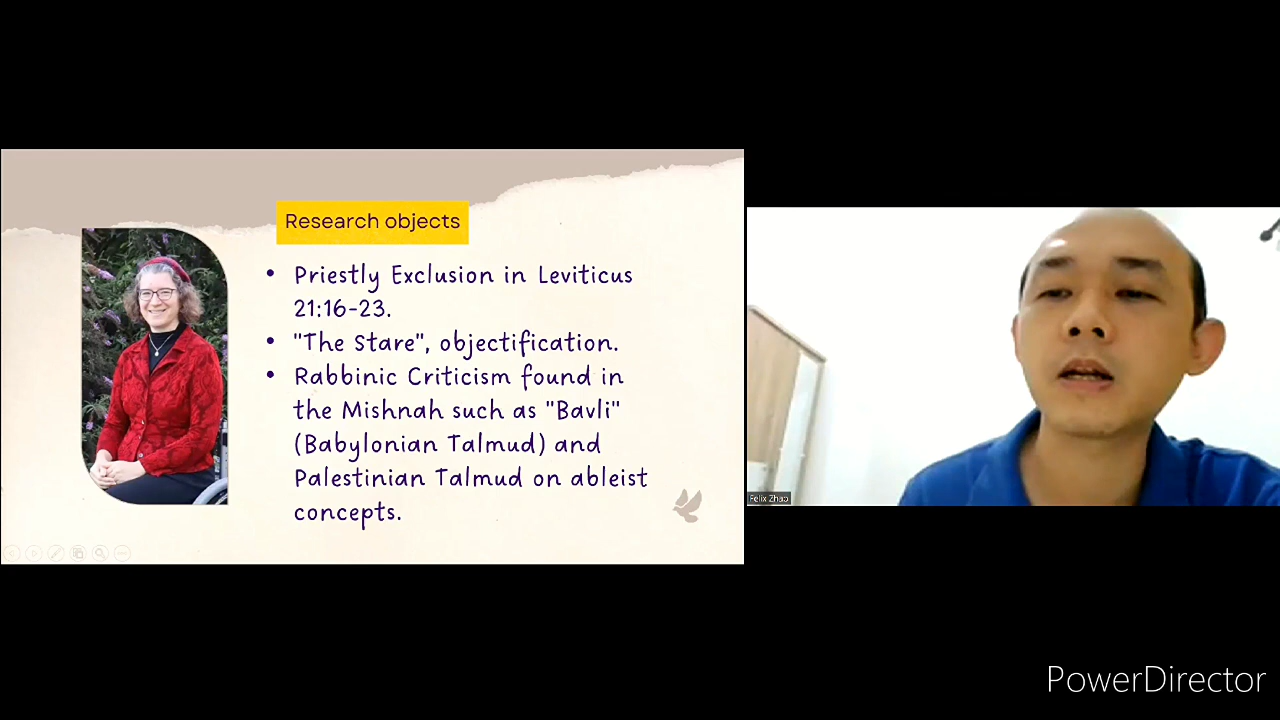 Research objects
• Priestly Exclusion in Leviticus
21:16-23.
• "The Stare", objectification.
• Rabbinic Criticism found in
the Mishnah such as "Bavli"
(Babylonian Talmud) and
Palestinian Talmud on ableist
concepts.
Felix Zhao
PowerDirector